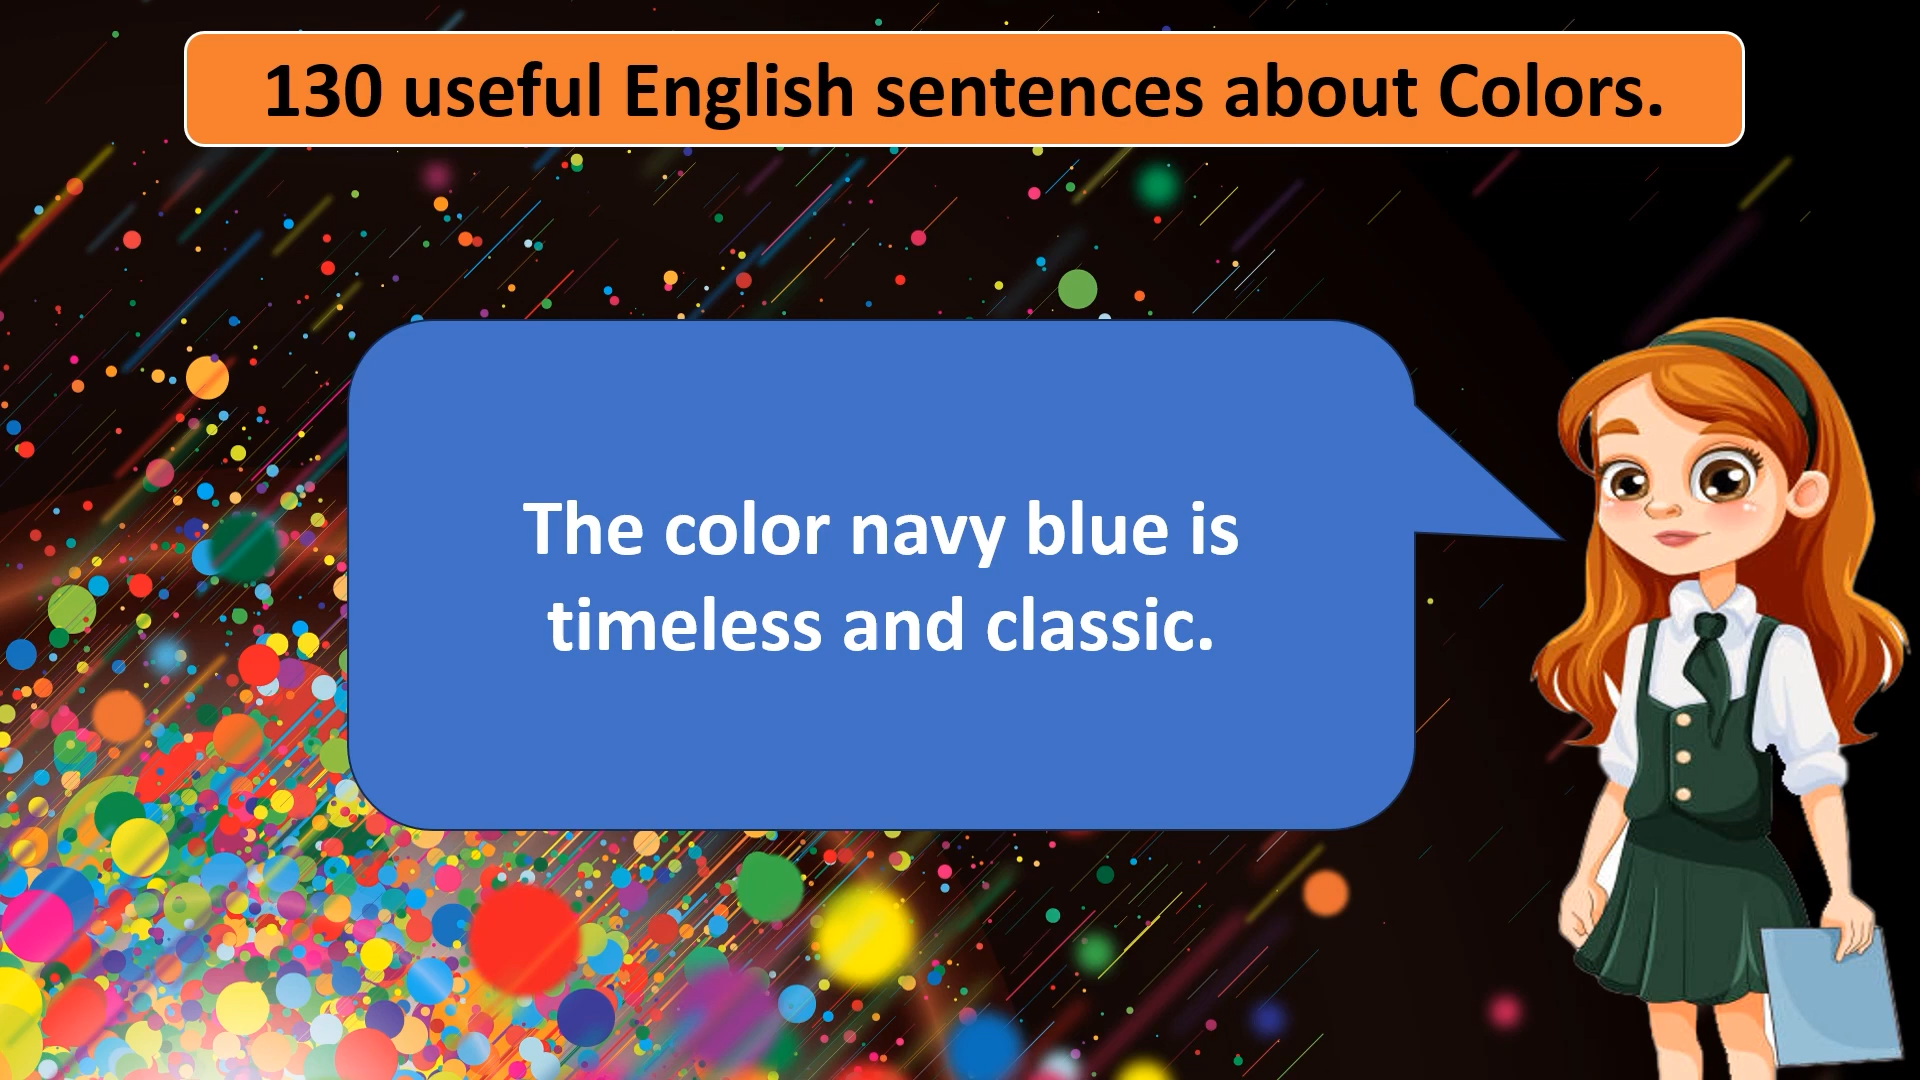 130 useful English sentences about Colors.
The color navy blue is
timeless and classic.